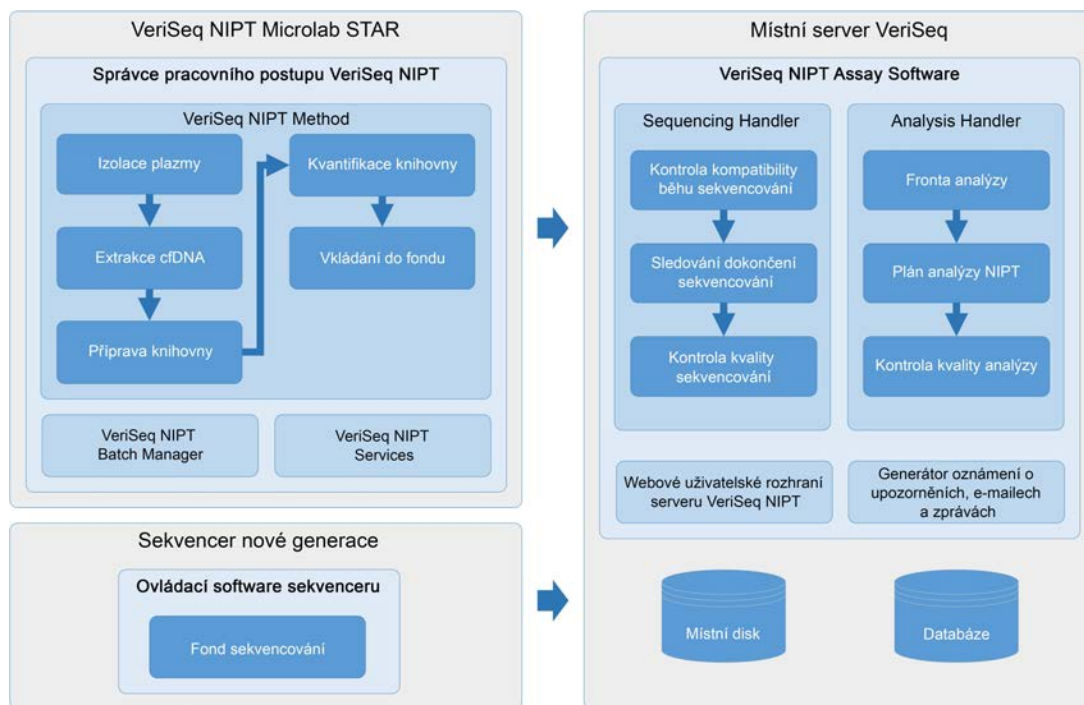 VeriSeq NIPT Microlab STAR
Správce pracovního postupu VeriSeq NIPT
VeriSeq NIPT Method
Izolace plazmy
Extrakce cfDNA
Příprava knihovny
Kvantifikace knihovny
Vkládání do fondu
VeriSeq NIPT
Batch Manager
VeriSeq NIPT
Services
Sekvencer nové generace
Ovládací software sekvenceru
Fond sekvencování
Místní server VeriSeq
VeriSeq NIPT Assay Software
Sequencing Handler
Kontrola kompatibility
běhu sekvencování
Sledování dokončení
sekvencování
Kontrola kvality
sekvencování
Analysis Handler
Fronta analýzy
Plán analýzy NIPT
Kontrola kvality analýzy
Webové uživatelské rozhraní
serveru VeriSeq NIPT
Generátor oznámení o
upozorněních, e-mailech
a zprávách
Místní disk
Databáze